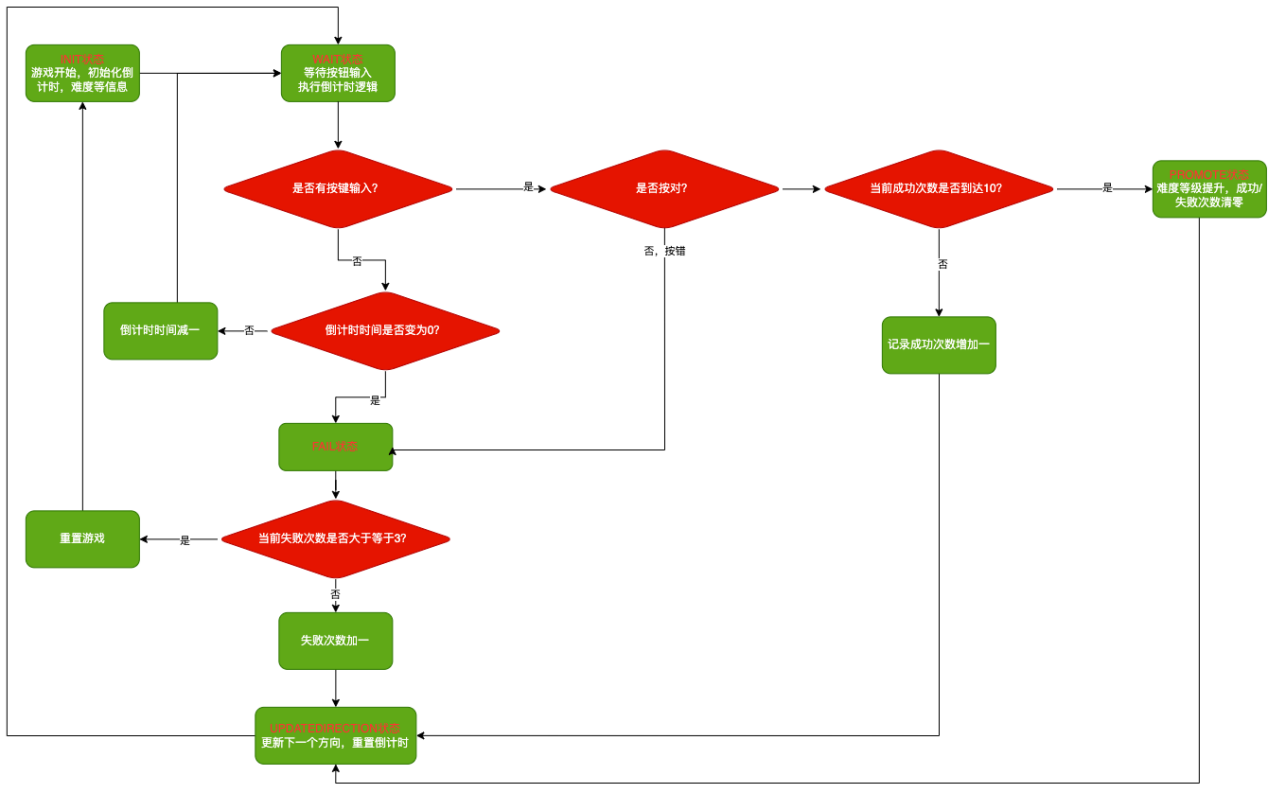 INIT状态
游戏开始，初始化倒
计时，难度等信息
WAIT状态
等待按钮输入
执行倒计时逻辑
是否有按键输入?
是
是否按对?
当前成功次数是否到达10?
是
PROMOTE状态
难度等级提升，成功/
失败次数清零
否
否，按错
否
倒计时时间减一
否
倒计时时间是否变为0?
记录成功次数增加一
是
FAIL状态
重置游戏
是
当前失败次数是否大于等于3?
否
失败次数加一
UPDATEDIRECTION状态
更新下一个方向，重置倒计时